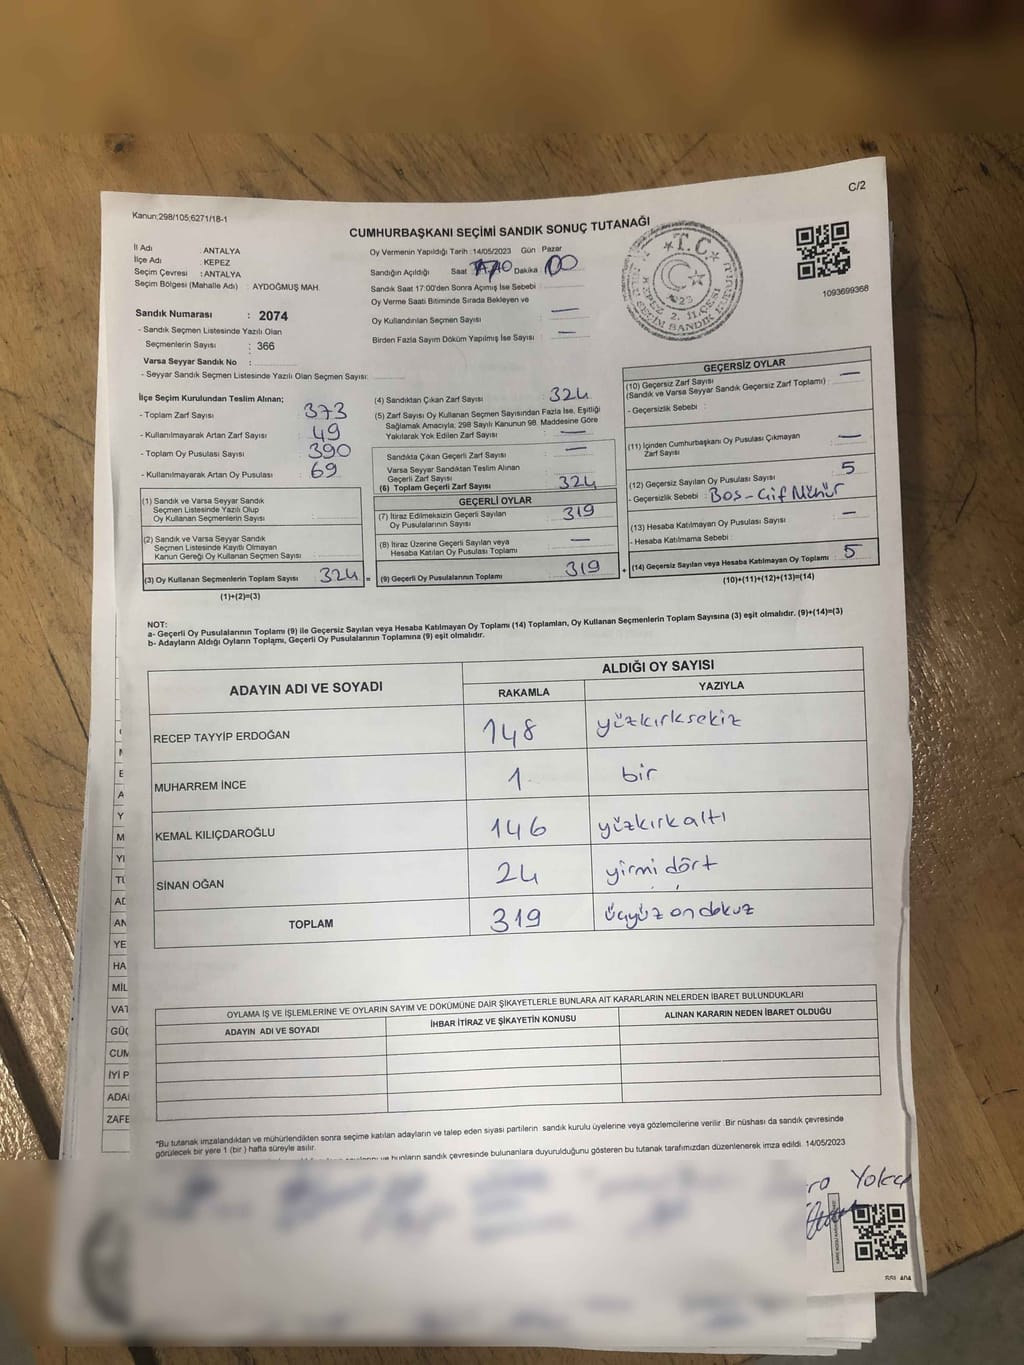 C/2
Kanun;298/105;6271/18-1
CUMHURBAŞKANI SEÇİMİ SANDIK SONUÇ TUTANAĞI
İl Adı : ANTALYA
İlçe Adı : KEPEZ
Seçim Çevresi : ANTALYA
Seçim Bölgesi (Mahalle Adı) : AYDOĞMUŞ MAH.
Oy Vermenin Yapıldığı Tarih :14/05/2023 Gün Pazar
Sandığın Açıldığı Saat Dakika 00
Sandık Saat 17:00'den Sonra Açımış İse Sebebi :
Oy Verme Saati Bitiminde Sırada Bekleyen ve
Oy Kullandırılan Seçmen Sayısı : —
Birden Fazla Sayım Döküm Yapılmış İse Sayısı : —
T.C.
KEPEZ 2. İLÇESİ
1093699368
Sandık Numarası : 2074
- Sandık Seçmen Listesinde Yazılı Olan
Seçmenlerin Sayısı : 366
Varsa Seyyar Sandık No :
- Seyyar Sandık Seçmen Listesinde Yazılı Olan Seçmen Sayısı:
İlçe Seçim Kurulundan Teslim Alınan;
- Toplam Zarf Sayısı : 373
- Kullanılmayarak Artan Zarf Sayısı : 49
- Toplam Oy Pusulası Sayısı : 390
- Kullanılmayarak Artan Oy Pusulası : 69
(1) Sandık ve Varsa Seyyar Sandık
Seçmen Listesinde Yazılı Olup
Oy Kullanan Seçmenlerin Sayısı :
(2) Sandık ve Varsa Seyyar Sandık
Seçmen Listesinde Kayıtlı Olmayan
Kanun Gereği Oy Kullanan Seçmen Sayısı :
(3) Oy Kullanan Seçmenlerin Toplam Sayısı : 324 =
(1)+(2)=(3)
(4) Sandıktan Çıkan Zarf Sayısı : 324
(5) Zarf Sayısı Oy Kullanan Seçmen Sayısından Fazla İse, Eşitliği
Sağlamak Amacıyla, 298 Sayılı Kanunun 98. Maddesine Göre
Yakılarak Yok Edilen Zarf Sayısı : —
Sandıkta Çıkan Geçerli Zarf Sayısı : —
Varsa Seyyar Sandıktan Teslim Alınan
Geçerli Zarf Sayısı :
(6) Toplam Geçerli Zarf Sayısı : 324
GEÇERLİ OYLAR
(7) İtiraz Edilmeksizin Geçerli Sayılan
Oy Pusulalarının Sayısı : 319
(8) İtiraz Üzerine Geçerli Sayılan veya
Hesaba Katılan Oy Pusulası Toplamı : —
(9) Geçerli Oy Pusulalarının Toplamı : 319 +
GEÇERSİZ OYLAR
(10) Geçersiz Zarf Sayısı
(Sandık ve Varsa Seyyar Sandık Geçersiz Zarf Toplamı) : —
- Geçersizlik Sebebi :
(11) İçinden Cumhurbaşkanı Oy Pusulası Çıkmayan
Zarf Sayısı : —
(12) Geçersiz Sayılan Oy Pusulası Sayısı : 5
- Geçersizlik Sebebi : Boş - Çift Mühür
(13) Hesaba Katılmayan Oy Pusulası Sayısı : —
- Hesaba Katılmama Sebebi :
(14) Geçersiz Sayılan veya Hesaba Katılmayan Oy Toplamı : 5
(10)+(11)+(12)+(13)=(14)
NOT:
a- Geçerli Oy Pusulalarının Toplamı (9) ile Geçersiz Sayılan veya Hesaba Katılmayan Oy Toplamı (14) Toplamları, Oy Kullanan Seçmenlerin Toplam Sayısına (3) eşit olmalıdır. (9)+(14)=(3)
b- Adayların Aldığı Oyların Toplamı, Geçerli Oy Pusulalarının Toplamına (9) eşit olmalıdır.
ADAYIN ADI VE SOYADI
ALDIĞI OY SAYISI
RAKAMLA YAZIYLA
RECEP TAYYİP ERDOĞAN 148 yüzkırksekiz
MUHARREM İNCE 1 bir
KEMAL KILIÇDAROĞLU 146 yüzkırkaltı
SİNAN OĞAN 24 yirmi dört
TOPLAM 319 üçyüz on dokuz
OYLAMA İŞ VE İŞLEMLERİNE VE OYLARIN SAYIM VE DÖKÜMÜNE DAİR ŞİKAYETLERLE BUNLARA AİT KARARLARIN NELERDEN İBARET BULUNDUKLARI
ADAYIN ADI VE SOYADI İHBAR İTİRAZ VE ŞİKAYETİN KONUSU ALINAN KARARIN NEDEN İBARET OLDUĞU
YE
HA
MİL
VAT
GÜÇ
CUM
İYİ P
ADA
ZAFE
*Bu tutanak imzalandıktan ve mühürlendikten sonra seçime katılan adayların ve talep eden siyasi partilerin sandık kurulu üyelerine veya gözlemcilerine verilir. Bir nüshası da sandık çevresinde
görülecek bir yere 1 (bir ) hafta süreyle asılır.
ve bunların sandık çevresinde bulunanlara duyurulduğunu gösteren bu tutanak tarafımızdan düzenlenerek imza edildi. 14/05/2023